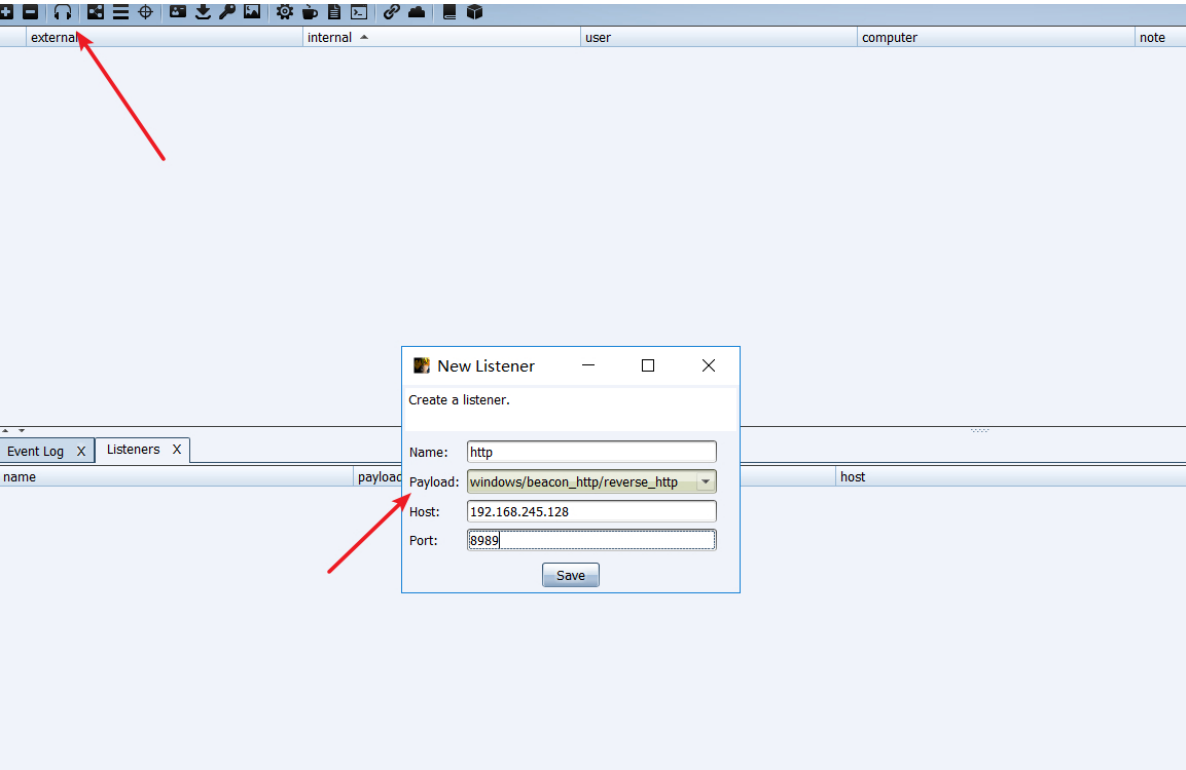 external internal user computer note
New Listener
Create a listener.
Event Log X Listeners X
name payload host
Name: http
Payload: windows/beacon_http/reverse_http
Host: 192.168.245.128
Port: 8989
Save